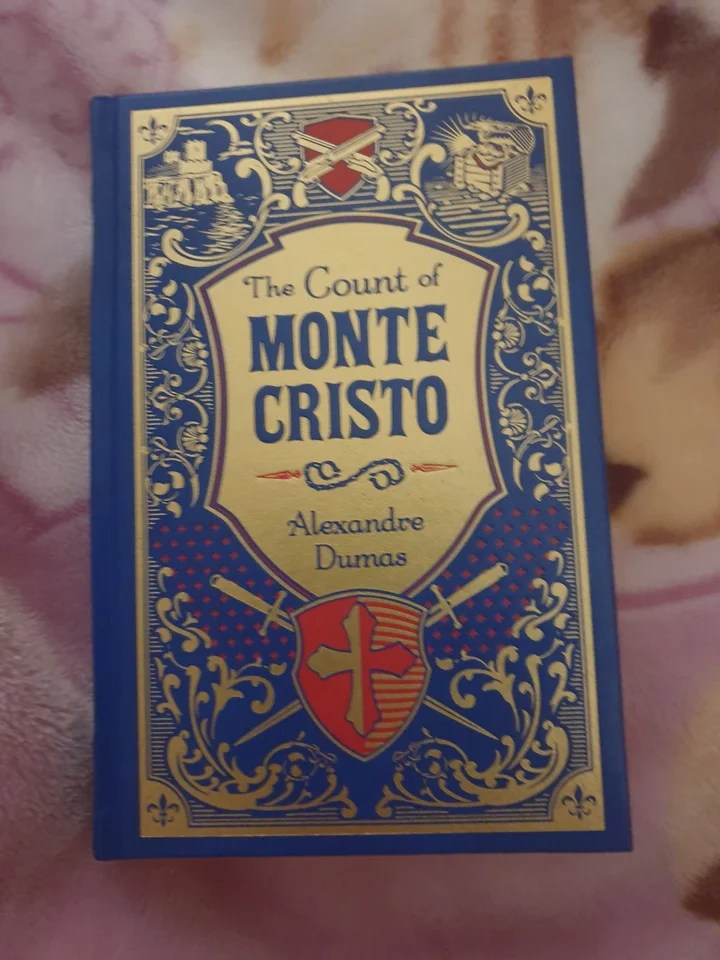 The Count of
MONTE
CRISTO
Alexandre
Dumas